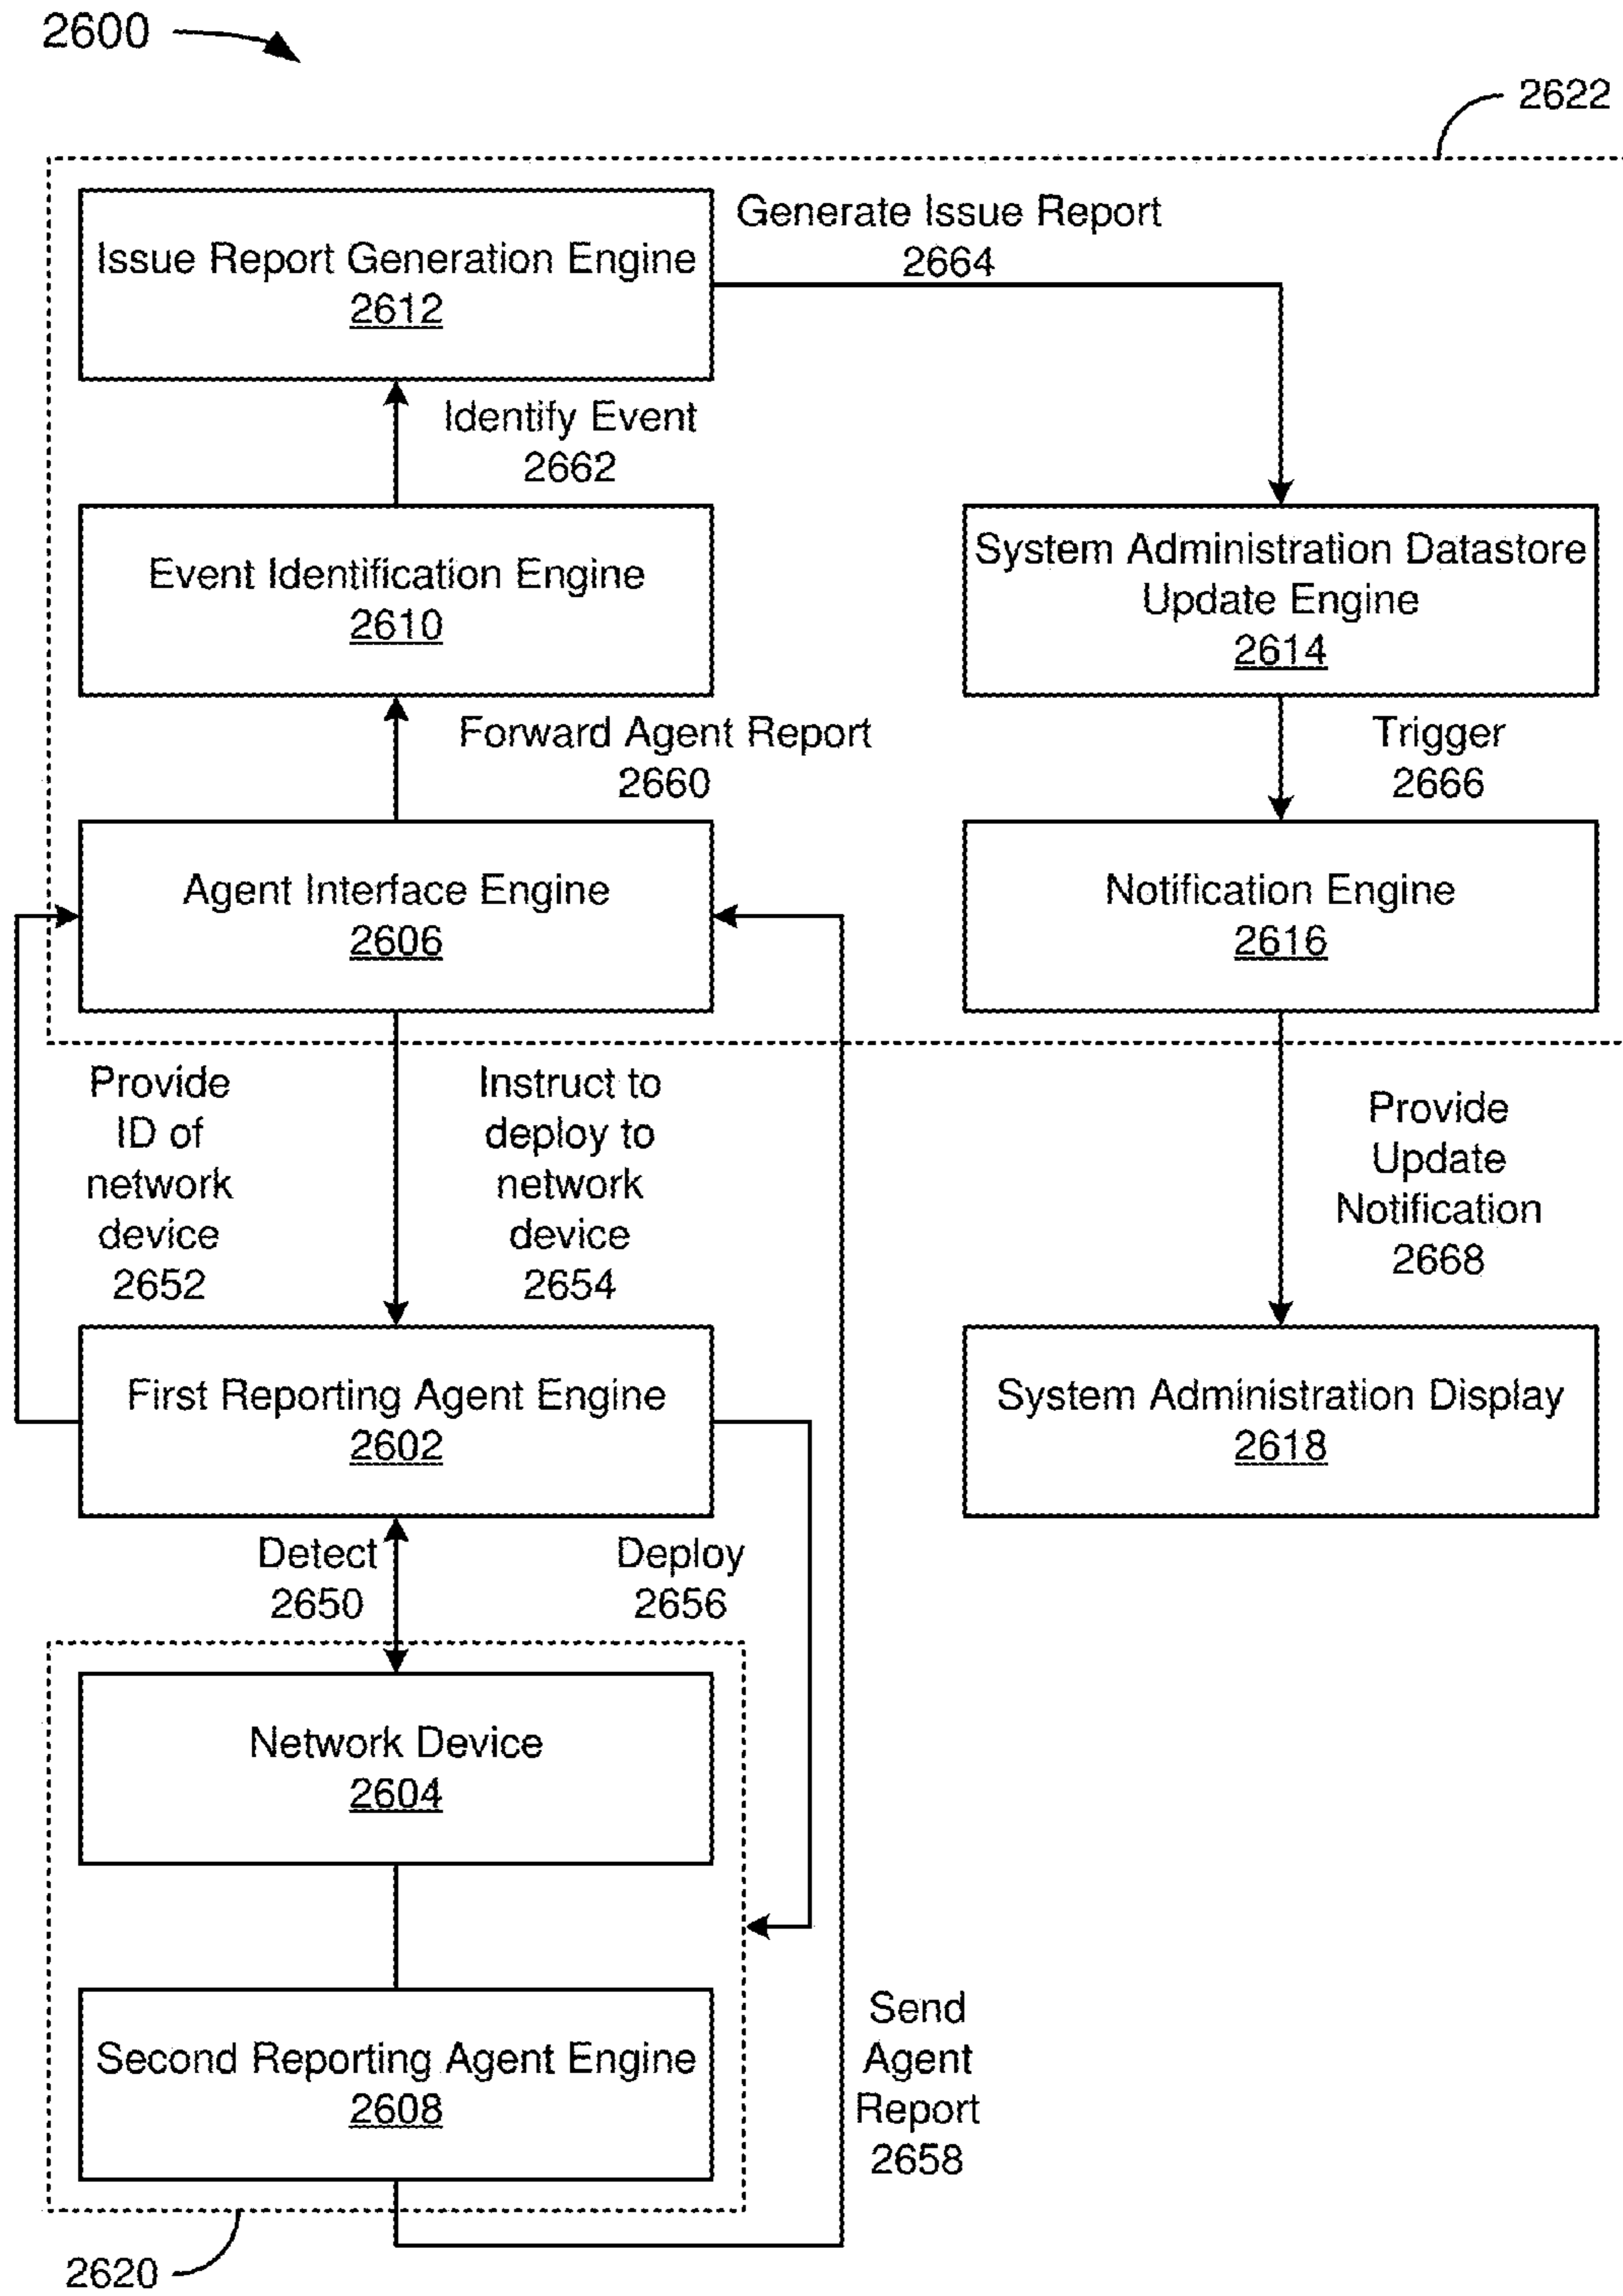 2600
2622
Issue Report Generation Engine
2612
Generate Issue Report
2664
Identify Event
2662
Event Identification Engine
2610
System Administration Datastore
Update Engine
2614
Forward Agent Report
2660
Trigger
2666
Agent Interface Engine
2606
Notification Engine
2616
Provide
ID of
network
device
2652
Instruct to
deploy to
network
device
2654
Provide
Update
Notification
2668
First Reporting Agent Engine
2602
System Administration Display
2618
Detect
2650
Deploy
2656
Network Device
2604
Second Reporting Agent Engine
2608
Send
Agent
Report
2658
2620